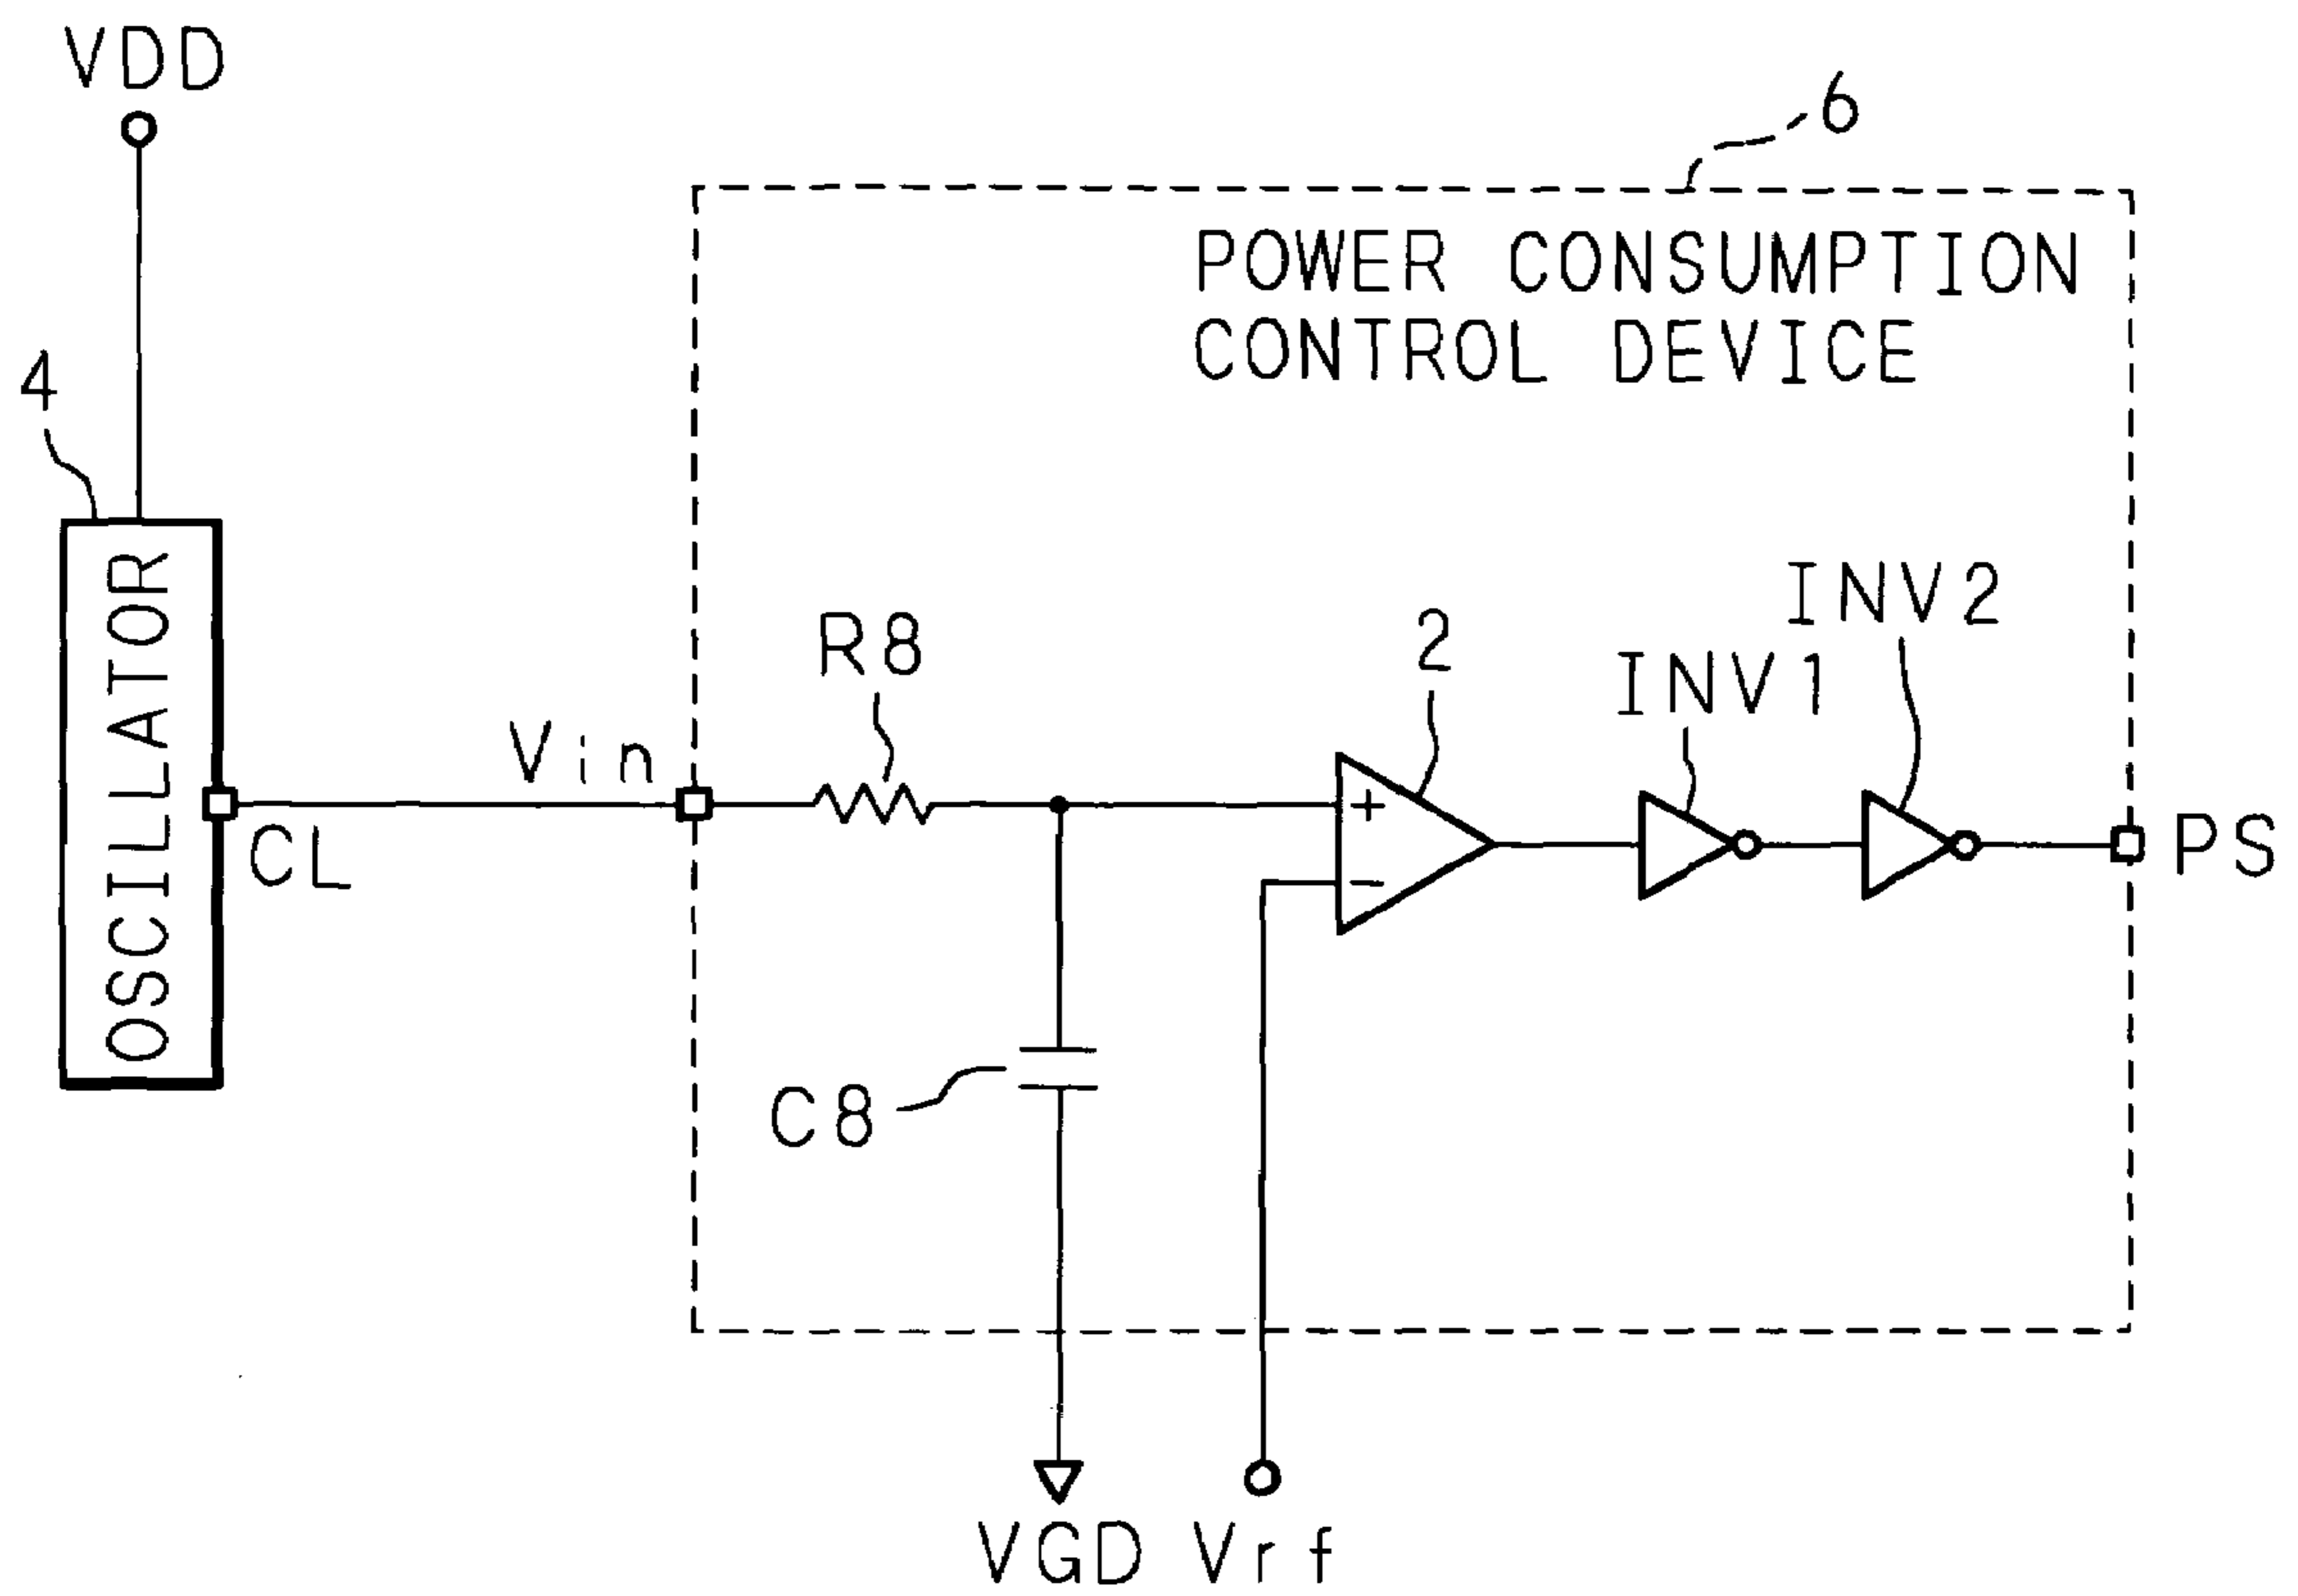 VDD
6
POWER CONSUMPTION
CONTROL DEVICE
4
OSCILLATOR
INV2
R8
2
INV1
Vin
+
CL
PS
−
C8
VGD
Vrf